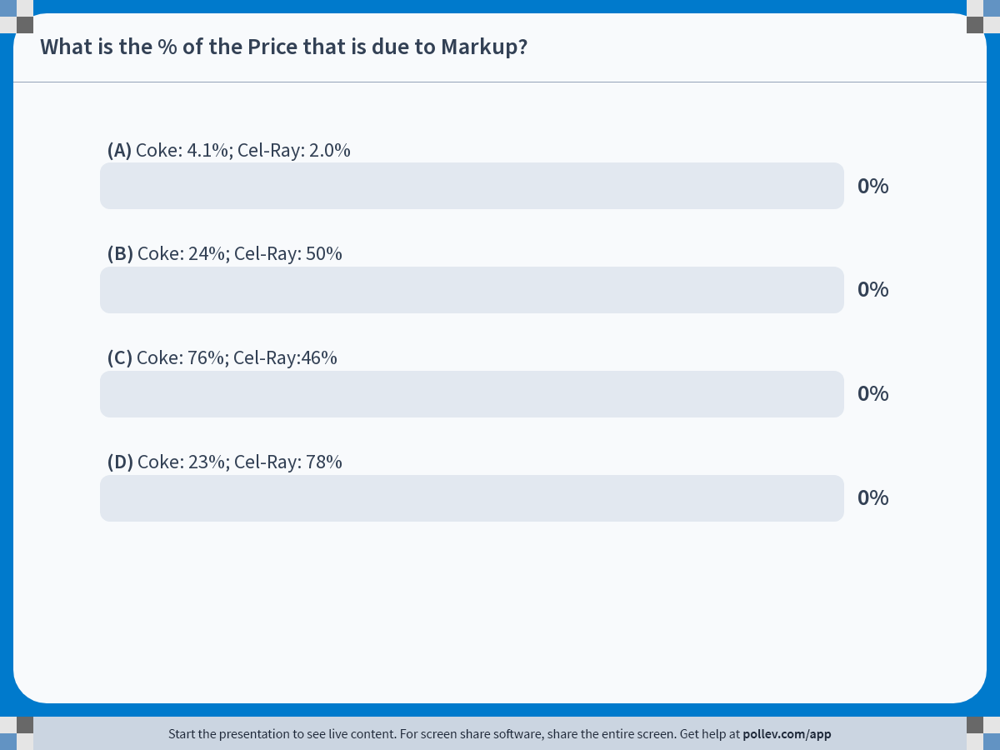 What is the % of the Price that is due to Markup?
(A) Coke: 4.1%; Cel-Ray: 2.0%
0%
(B) Coke: 24%; Cel-Ray: 50%
0%
(C) Coke: 76%; Cel-Ray:46%
0%
(D) Coke: 23%; Cel-Ray: 78%
0%
Start the presentation to see live content. For screen share software, share the entire screen. Get help at pollev.com/app